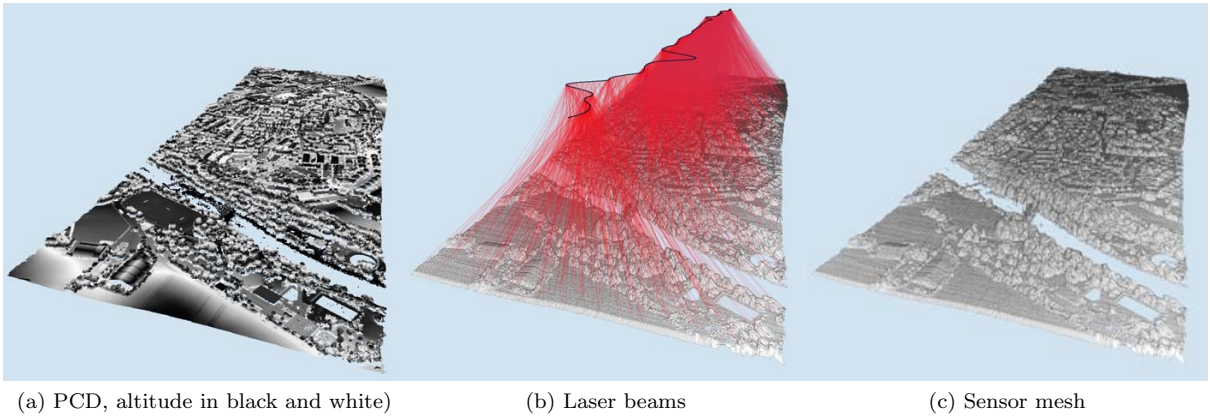 (a) PCD, altitude in black and white)
(b) Laser beams
(c) Sensor mesh